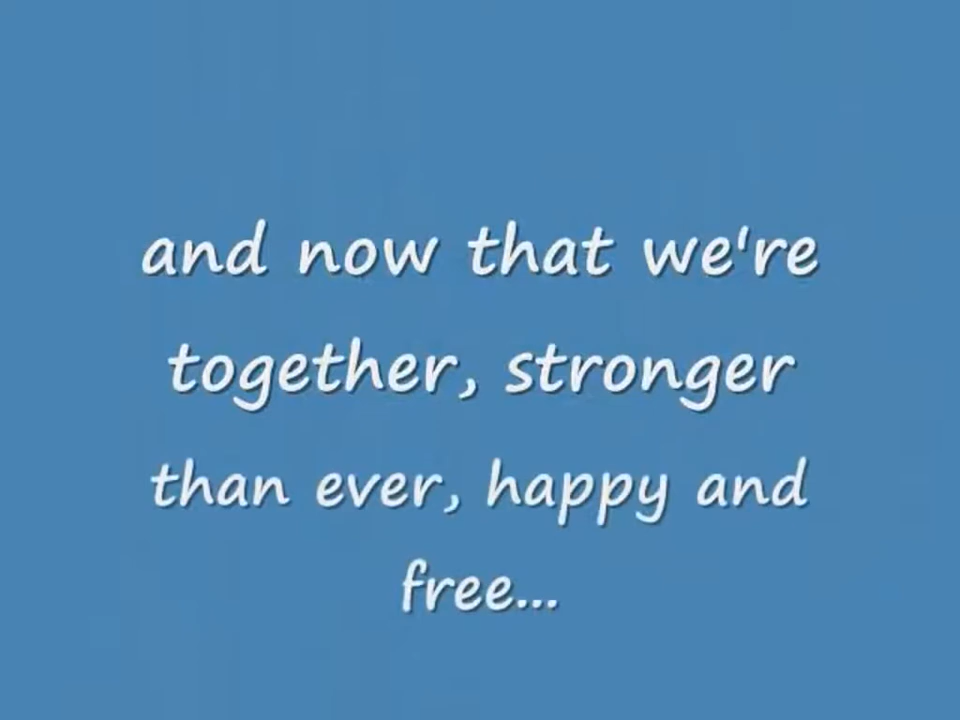 and now that we're
together, stronger
than ever, happy and
free...